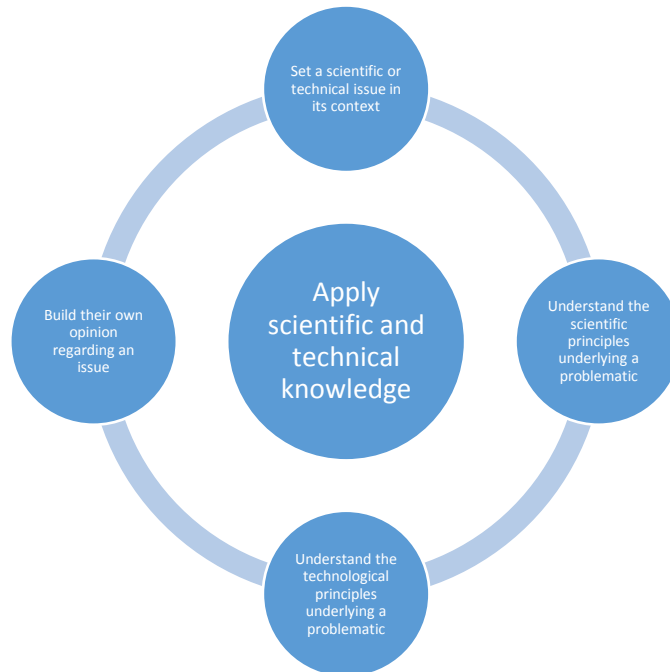 Set a scientific or
technical issue in
its context
Apply
scientific and
technical
knowledge
Build their own
opinion
regarding an
issue
Understand the
scientific
principles
underlying a
problematic
Understand the
technological
principles
underlying a
problematic